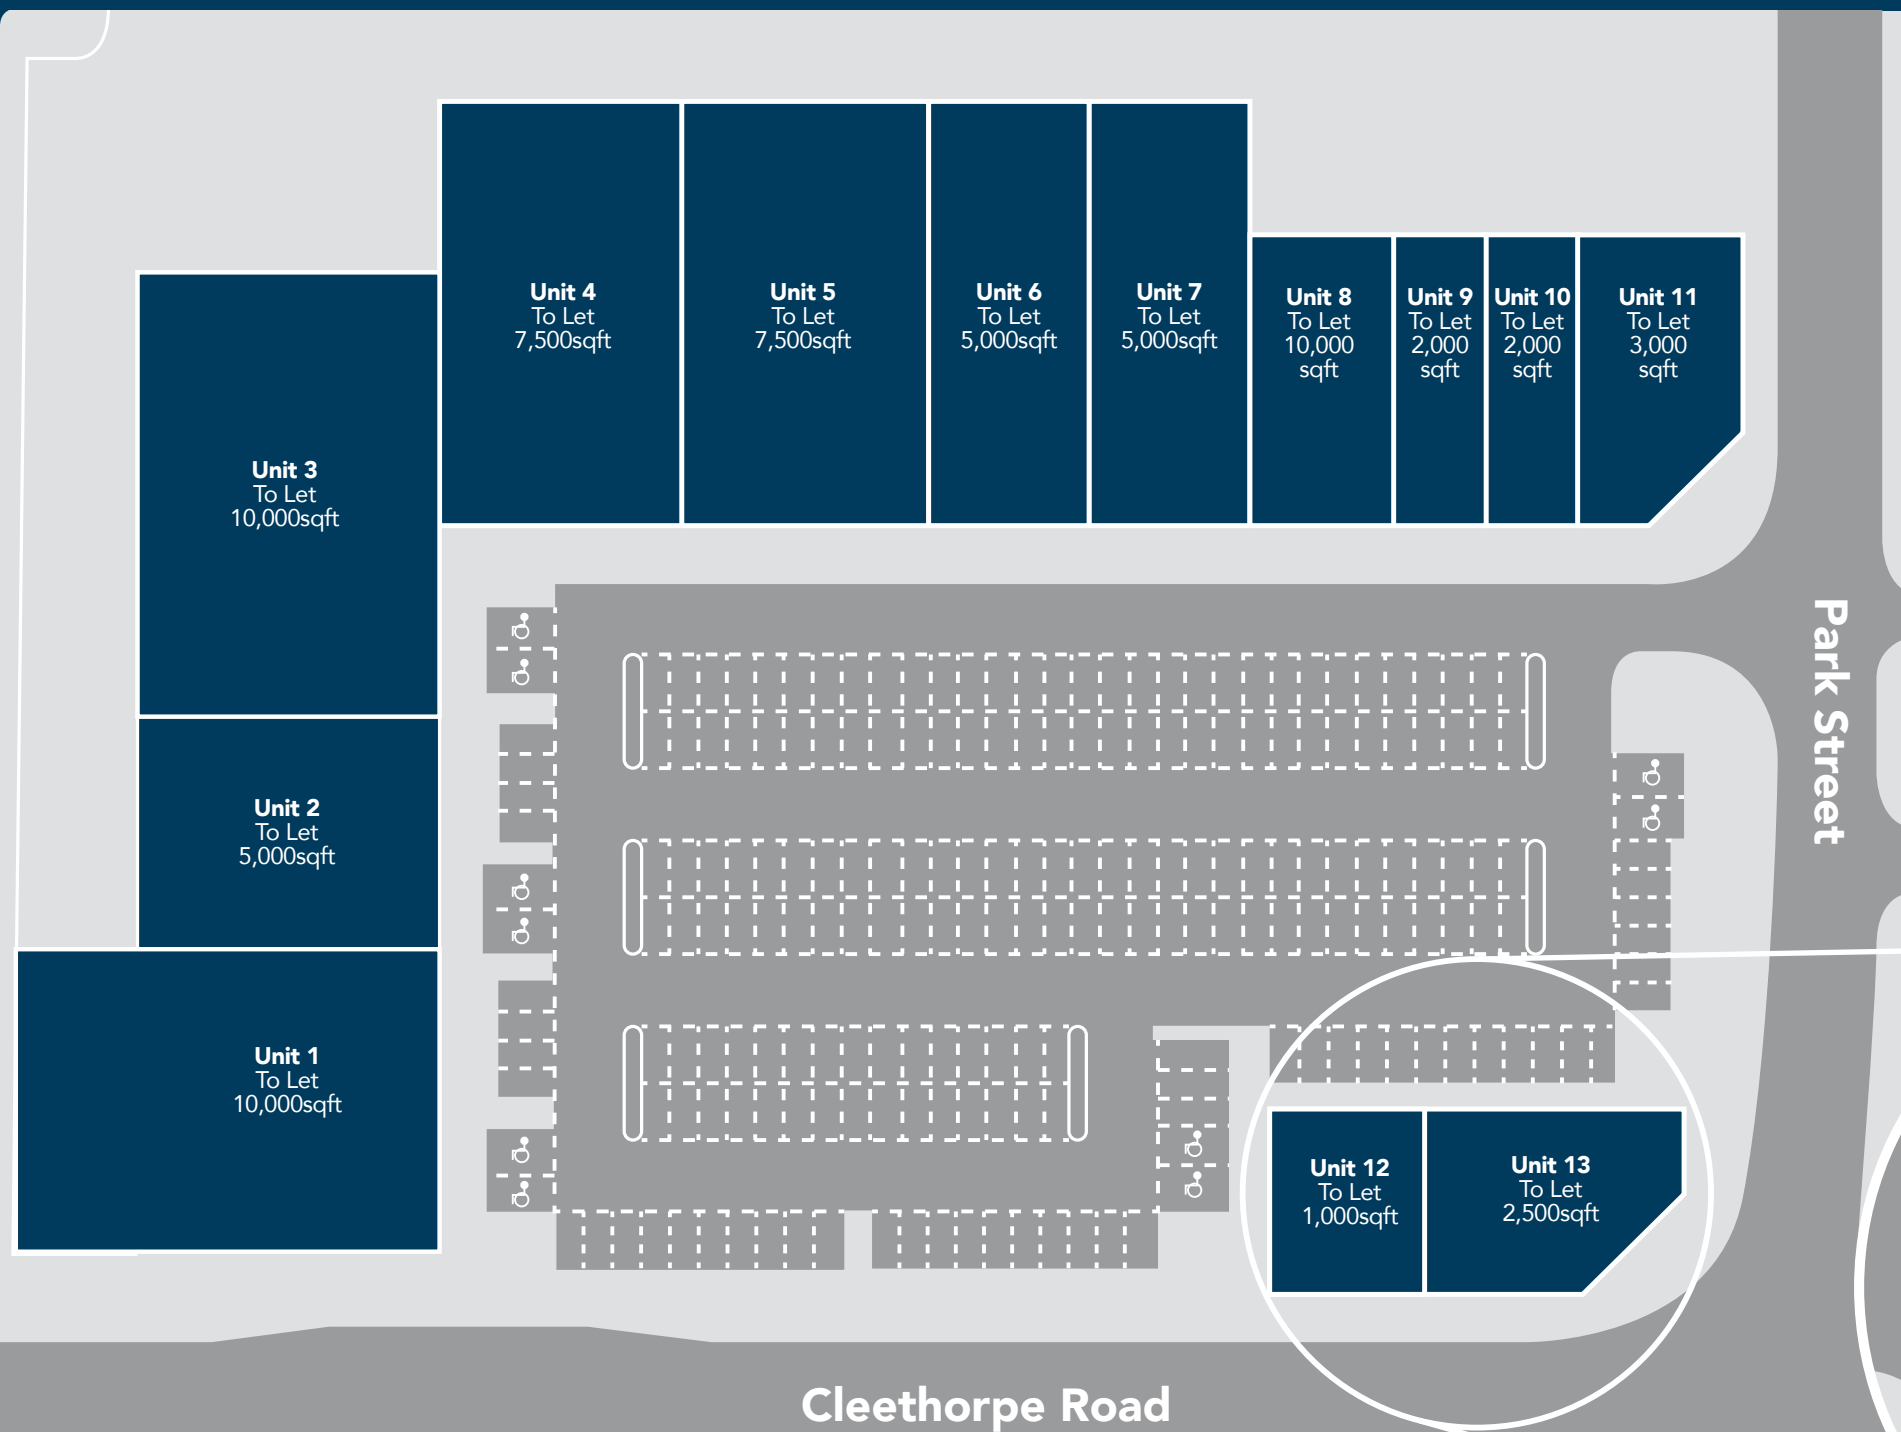 Unit 4
To Let
7,500sqft
Unit 5
To Let
7,500sqft
Unit 6
To Let
5,000sqft
Unit 7
To Let
5,000sqft
Unit 8
To Let
10,000
sqft
Unit 9
To Let
2,000
sqft
Unit 10
To Let
2,000
sqft
Unit 11
To Let
3,000
sqft
Unit 3
To Let
10,000sqft
Unit 2
To Let
5,000sqft
Unit 1
To Let
10,000sqft
Park Street
Unit 12
To Let
1,000sqft
Unit 13
To Let
2,500sqft
Cleethorpe Road